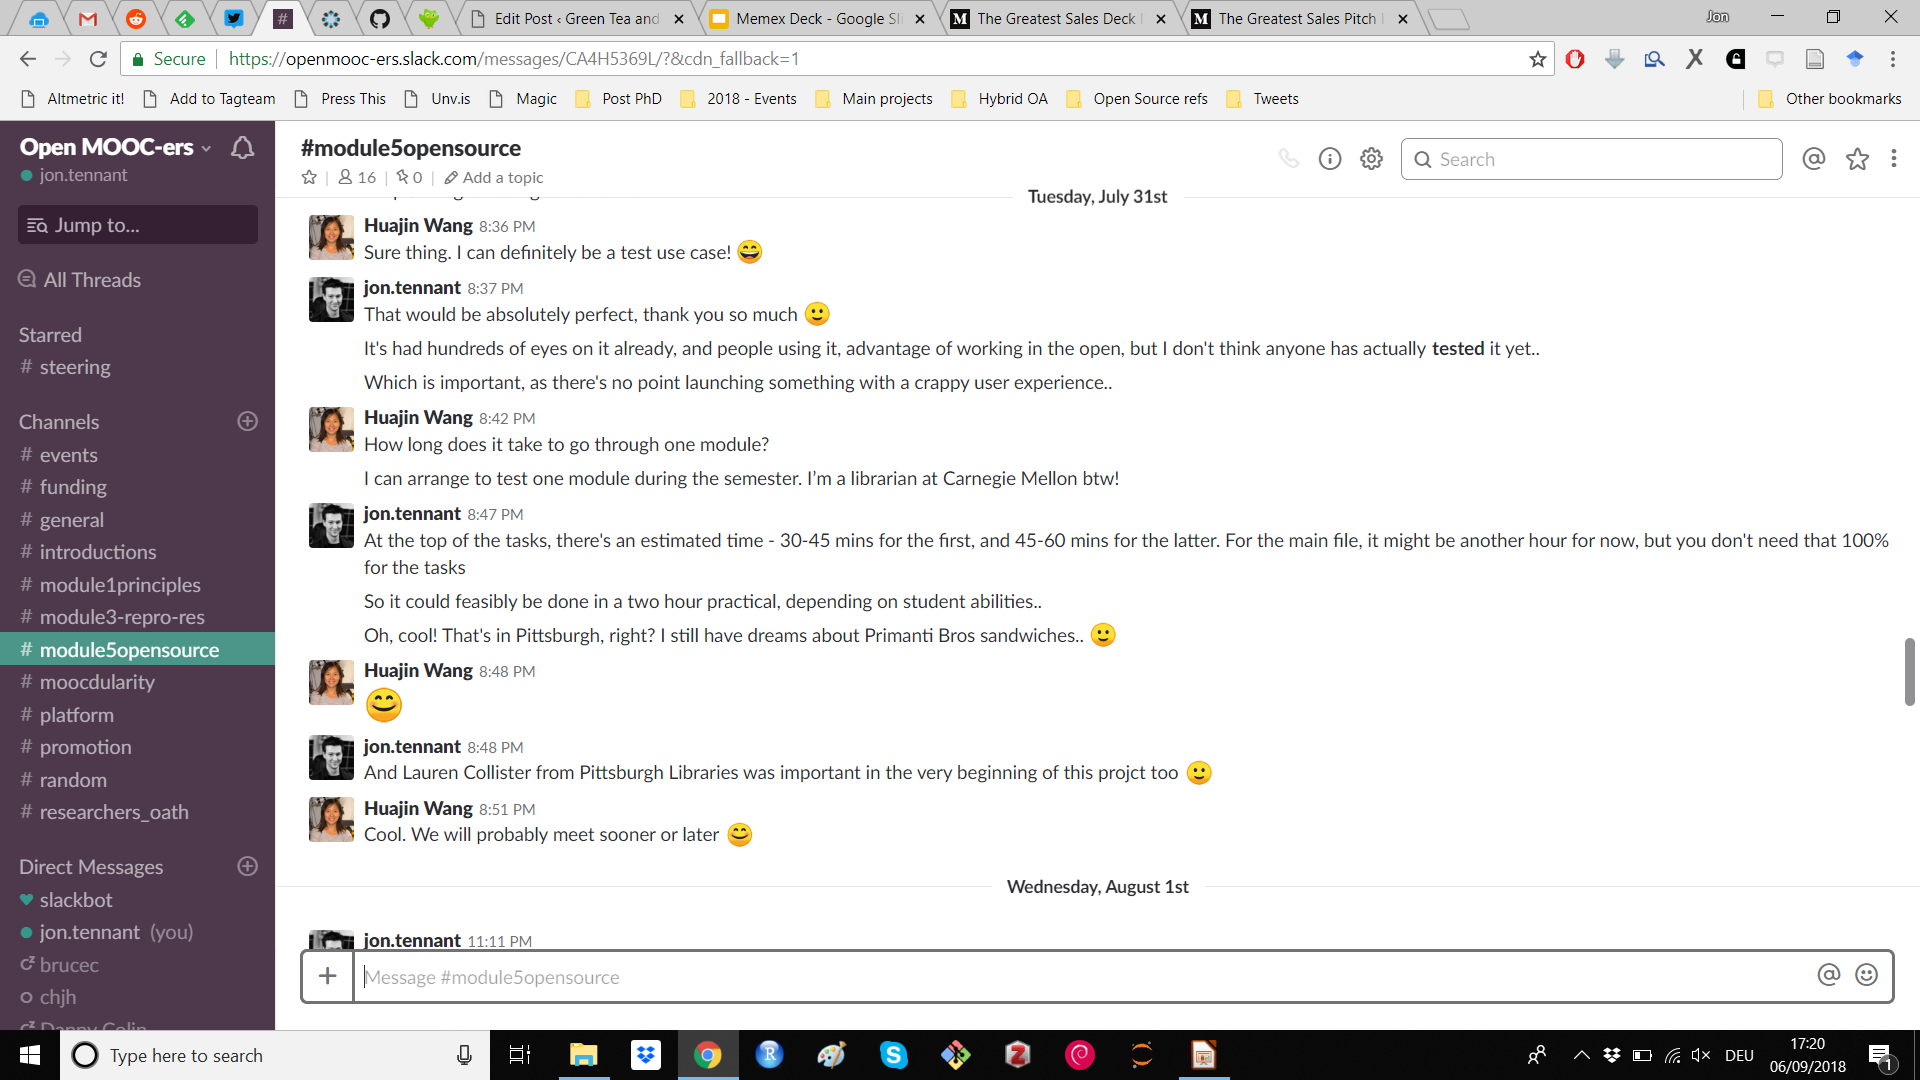 Edit Post ‹ Green Tea and
Memex Deck - Google Sli
The Greatest Sales Deck
The Greatest Sales Pitch
Jon
Secure
https://openmooc-ers.slack.com/messages/CA4H5369L/?&cdn_fallback=1
Altmetric it!
Add to Tagteam
Press This
Unv.is
Magic
Post PhD
2018 - Events
Main projects
Hybrid OA
Open Source refs
Tweets
Other bookmarks
Open MOOC-ers
jon.tennant
Jump to...
All Threads
Starred
# steering
Channels
# events
# funding
# general
# introductions
# module1principles
# module3-repro-res
# module5opensource
# moocdularity
# platform
# promotion
# random
# researchers_oath
Direct Messages
slackbot
jon.tennant (you)
brucec
chjh
Danny Colin
#module5opensource
16
0
Add a topic
Search
Tuesday, July 31st
Huajin Wang 8:36 PM
Sure thing. I can definitely be a test use case! 😄
jon.tennant 8:37 PM
That would be absolutely perfect, thank you so much 🙂
It's had hundreds of eyes on it already, and people using it, advantage of working in the open, but I don't think anyone has actually tested it yet..
Which is important, as there's no point launching something with a crappy user experience..
Huajin Wang 8:42 PM
How long does it take to go through one module?
I can arrange to test one module during the semester. I’m a librarian at Carnegie Mellon btw!
jon.tennant 8:47 PM
At the top of the tasks, there's an estimated time - 30-45 mins for the first, and 45-60 mins for the latter. For the main file, it might be another hour for now, but you don't need that 100%
for the tasks
So it could feasibly be done in a two hour practical, depending on student abilities..
Oh, cool! That's in Pittsburgh, right? I still have dreams about Primanti Bros sandwiches.. 🙂
Huajin Wang 8:48 PM
😊
jon.tennant 8:48 PM
And Lauren Collister from Pittsburgh Libraries was important in the very beginning of this projct too 🙂
Huajin Wang 8:51 PM
Cool. We will probably meet sooner or later 😊
Wednesday, August 1st
jon.tennant 11:11 PM
Message #module5opensource
Type here to search
DEU
17:20
06/09/2018
1